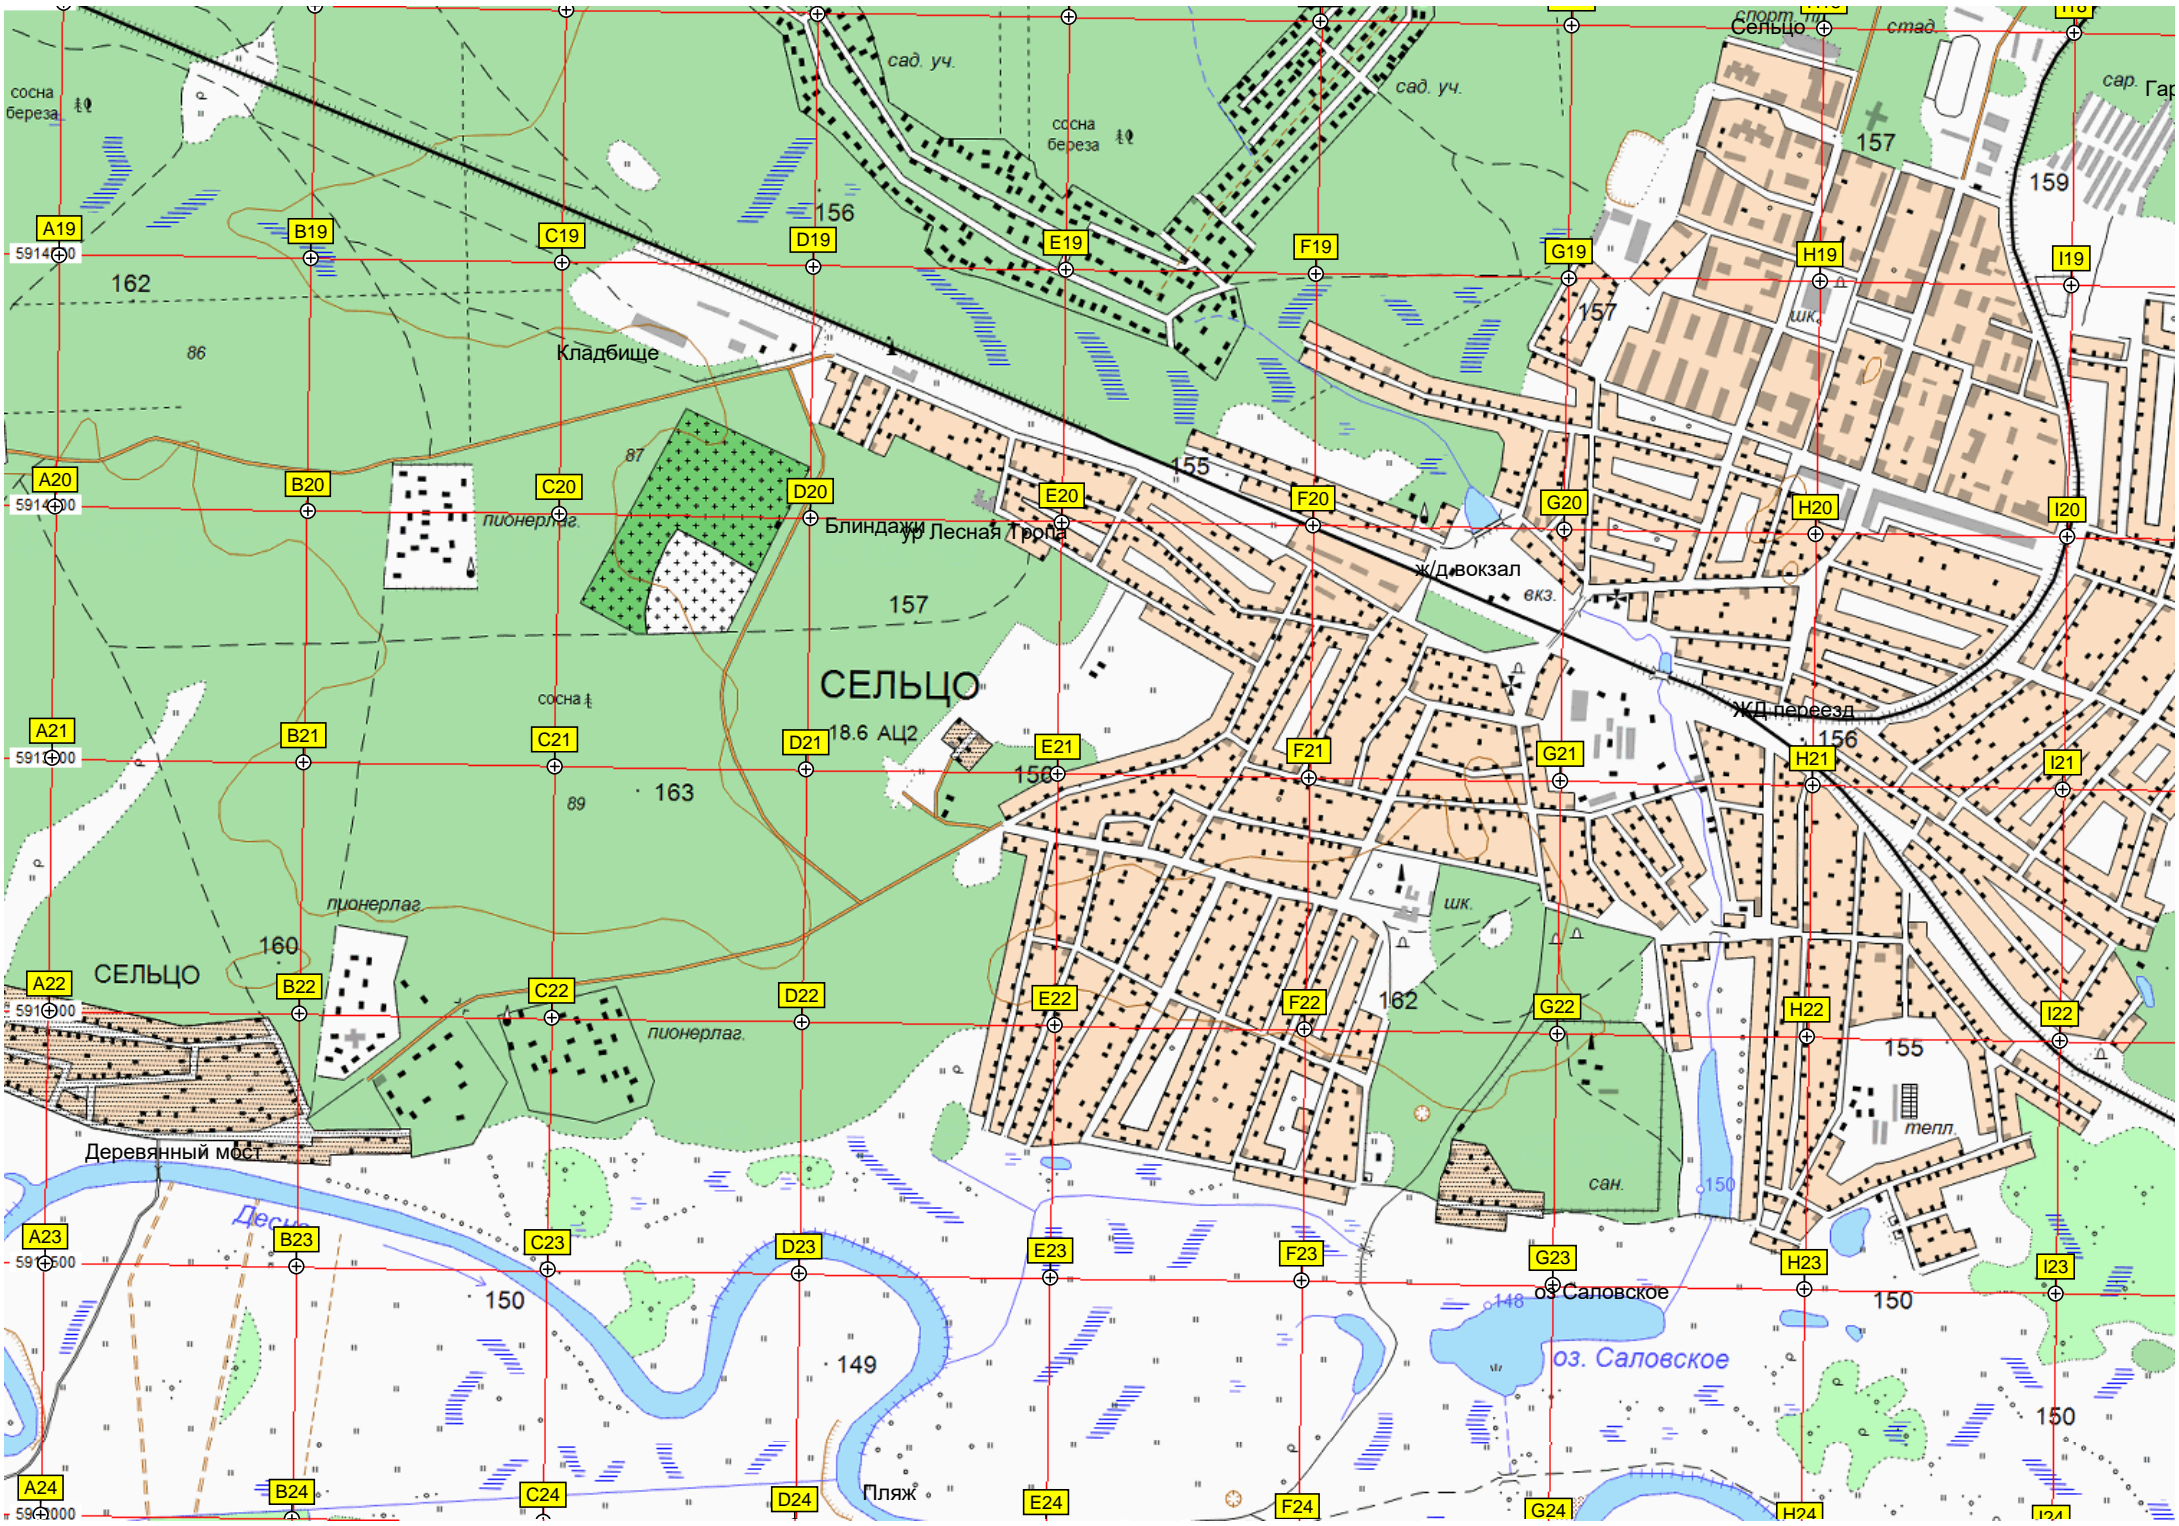 спорт. пл.
Сельцо
стад.
сад. уч.
сад. уч.
сар.
Гар
сосна
береза
сосна
береза
157
159
156
A19
B19
C19
D19
E19
F19
G19
H19
I19
162
157
шк.
86
Кладбище
87
155
A20
B20
C20
D20
E20
F20
G20
H20
I20
пионерлаг.
Блиндажи
ур Лесная Тропа
ж/д вокзал
вкз.
157
СЕЛЬЦО
18.6 АЦ2
сосна
ЖД переезд
156
A21
B21
C21
D21
E21
F21
G21
H21
I21
163
89
пионерлаг.
шк.
160
СЕЛЬЦО
A22
B22
C22
D22
E22
F22
G22
H22
I22
162
пионерлаг.
155
тепл.
Деревянный мост
сан.
150
Десна
A23
B23
C23
D23
E23
F23
G23
H23
I23
оз Саловское
150
148
150
149
оз. Саловское
150
A24
B24
C24
D24
E24
F24
G24
H24
I24
Пляж